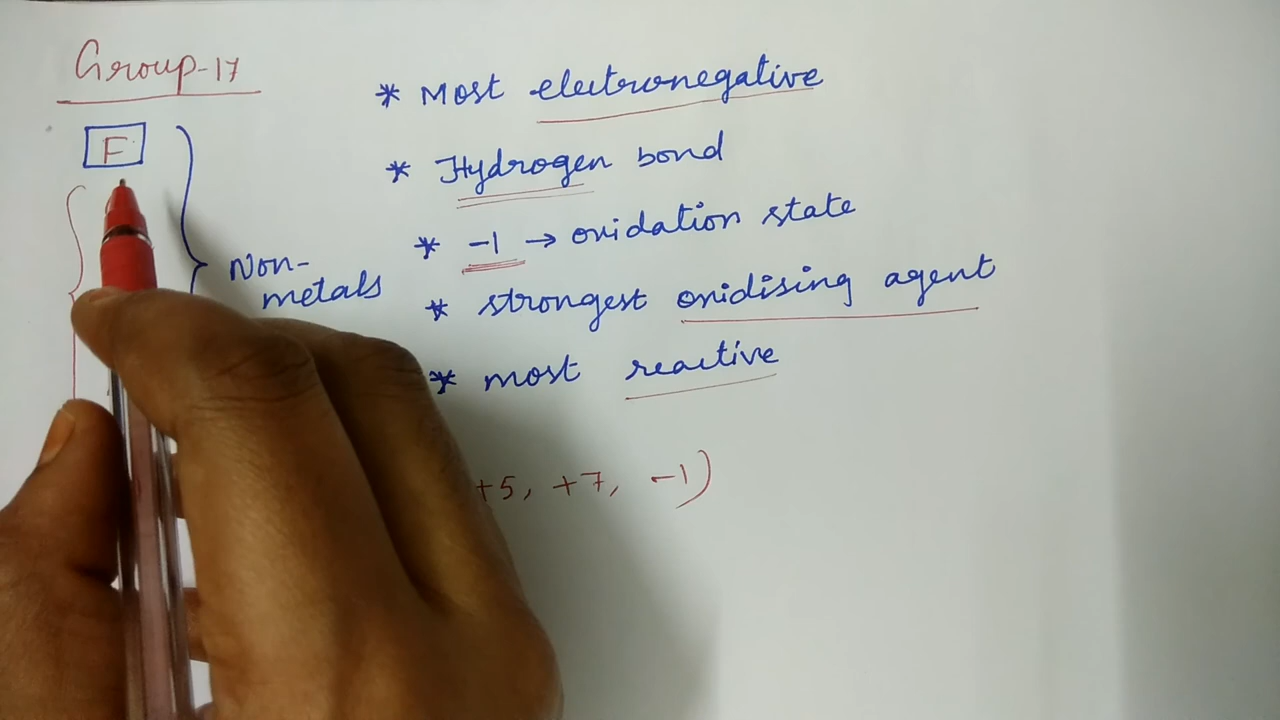 Group-17
F
Non-
metals
* Most electronegative
* Hydrogen bond
* -1 → oxidation state
* strongest oxidising agent
* most reactive
+5, +7, -1)